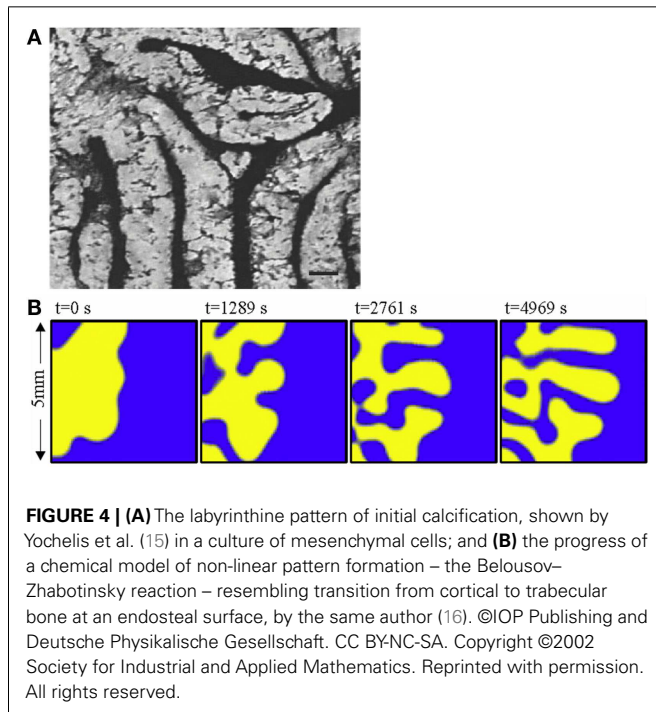 A
B
t=0 s t=1289 s t=2761 s t=4969 s
5mm
FIGURE 4 | (A) The labyrinthine pattern of initial calcification, shown by
Yochelis et al. (15) in a culture of mesenchymal cells; and (B) the progress of
a chemical model of non-linear pattern formation – the Belousov–
Zhabotinsky reaction – resembling transition from cortical to trabecular
bone at an endosteal surface, by the same author (16). ©IOP Publishing and
Deutsche Physikalische Gesellschaft. CC BY-NC-SA. Copyright ©2002
Society for Industrial and Applied Mathematics. Reprinted with permission.
All rights reserved.